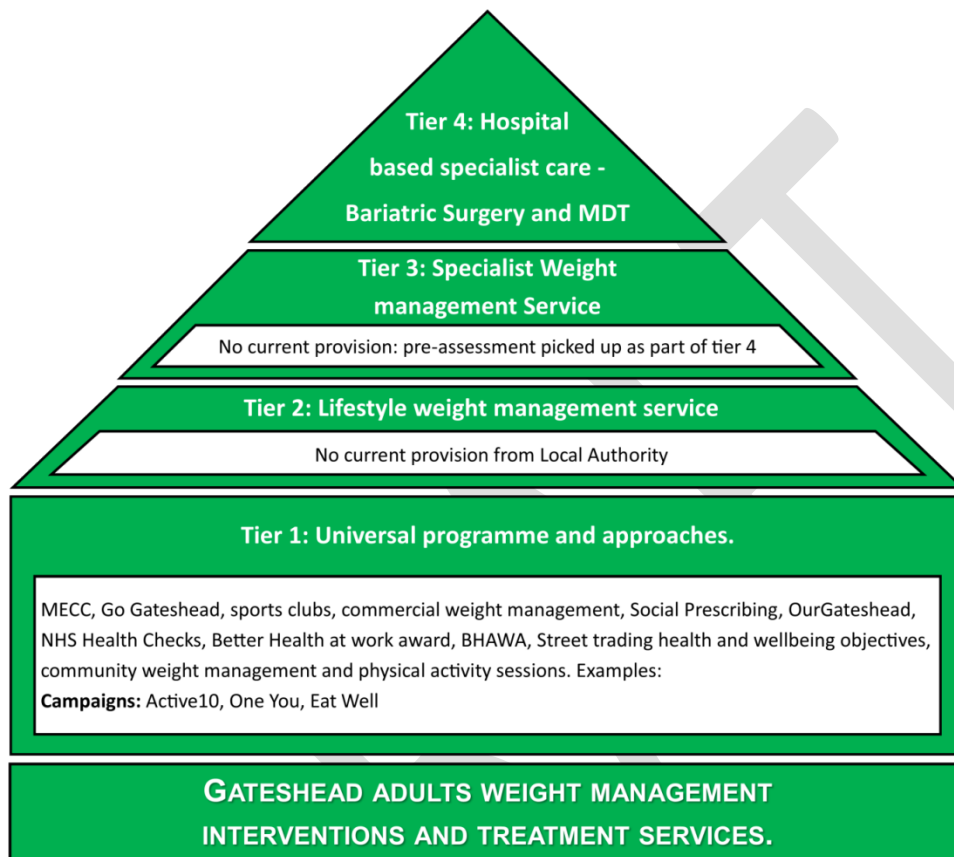 Tier 4: Hospital
based specialist care -
Bariatric Surgery and MDT
Tier 3: Specialist Weight
management Service
No current provision: pre-assessment picked up as part of tier 4
Tier 2: Lifestyle weight management service
No current provision from Local Authority
Tier 1: Universal programme and approaches.
MECC, Go Gateshead, sports clubs, commercial weight management, Social Prescribing, OurGateshead,
NHS Health Checks, Better Health at work award, BHAWA, Street trading health and wellbeing objectives,
community weight management and physical activity sessions. Examples:
Campaigns: Active10, One You, Eat Well
GATESHEAD ADULTS WEIGHT MANAGEMENT
INTERVENTIONS AND TREATMENT SERVICES.